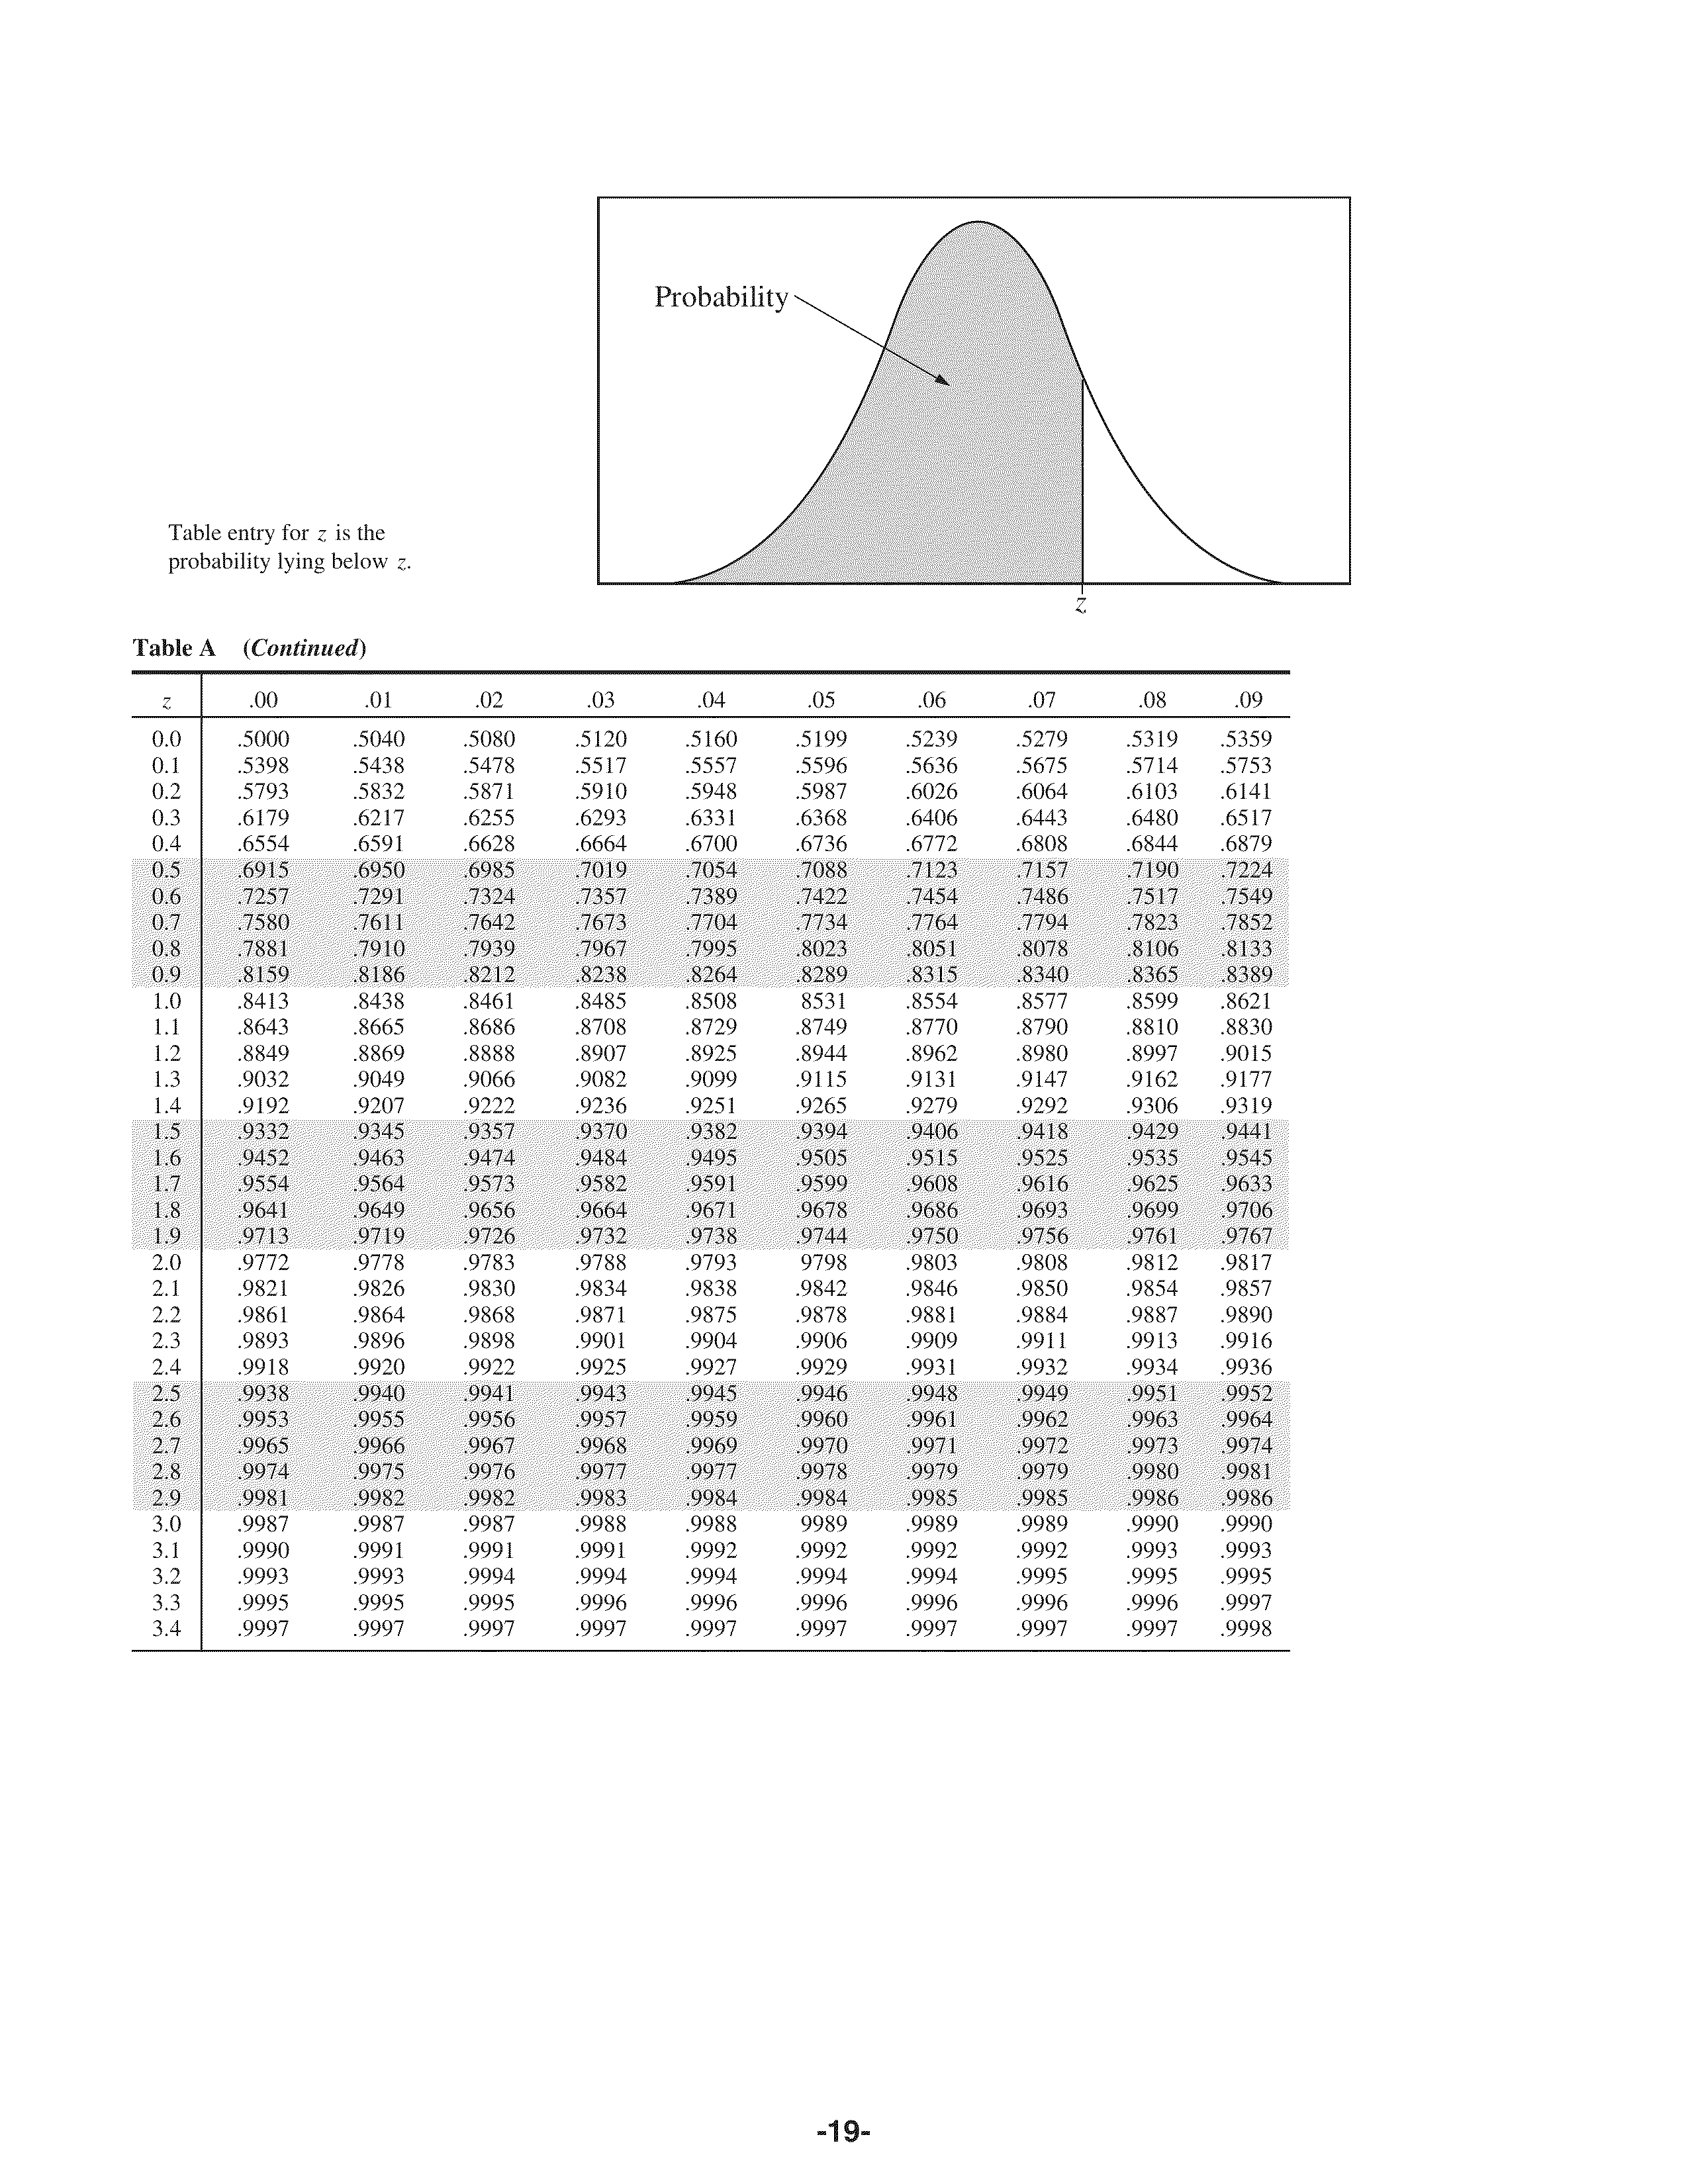 Probability
Table entry for z is the
probability lying below z.
z
Table A (Continued)
z .00 .01 .02 .03 .04 .05 .06 .07 .08 .09
0.0 .5000 .5040 .5080 .5120 .5160 .5199 .5239 .5279 .5319 .5359
0.1 .5398 .5438 .5478 .5517 .5557 .5596 .5636 .5675 .5714 .5753
0.2 .5793 .5832 .5871 .5910 .5948 .5987 .6026 .6064 .6103 .6141
0.3 .6179 .6217 .6255 .6293 .6331 .6368 .6406 .6443 .6480 .6517
0.4 .6554 .6591 .6628 .6664 .6700 .6736 .6772 .6808 .6844 .6879
0.5 .6915 .6950 .6985 .7019 .7054 .7088 .7123 .7157 .7190 .7224
0.6 .7257 .7291 .7324 .7357 .7389 .7422 .7454 .7486 .7517 .7549
0.7 .7580 .7611 .7642 .7673 .7704 .7734 .7764 .7794 .7823 .7852
0.8 .7881 .7910 .7939 .7967 .7995 .8023 .8051 .8078 .8106 .8133
0.9 .8159 .8186 .8212 .8238 .8264 .8289 .8315 .8340 .8365 .8389
1.0 .8413 .8438 .8461 .8485 .8508 8531 .8554 .8577 .8599 .8621
1.1 .8643 .8665 .8686 .8708 .8729 .8749 .8770 .8790 .8810 .8830
1.2 .8849 .8869 .8888 .8907 .8925 .8944 .8962 .8980 .8997 .9015
1.3 .9032 .9049 .9066 .9082 .9099 .9115 .9131 .9147 .9162 .9177
1.4 .9192 .9207 .9222 .9236 .9251 .9265 .9279 .9292 .9306 .9319
1.5 .9332 .9345 .9357 .9370 .9382 .9394 .9406 .9418 .9429 .9441
1.6 .9452 .9463 .9474 .9484 .9495 .9505 .9515 .9525 .9535 .9545
1.7 .9554 .9564 .9573 .9582 .9591 .9599 .9608 .9616 .9625 .9633
1.8 .9641 .9649 .9656 .9664 .9671 .9678 .9686 .9693 .9699 .9706
1.9 .9713 .9719 .9726 .9732 .9738 .9744 .9750 .9756 .9761 .9767
2.0 .9772 .9778 .9783 .9788 .9793 9798 .9803 .9808 .9812 .9817
2.1 .9821 .9826 .9830 .9834 .9838 .9842 .9846 .9850 .9854 .9857
2.2 .9861 .9864 .9868 .9871 .9875 .9878 .9881 .9884 .9887 .9890
2.3 .9893 .9896 .9898 .9901 .9904 .9906 .9909 .9911 .9913 .9916
2.4 .9918 .9920 .9922 .9925 .9927 .9929 .9931 .9932 .9934 .9936
2.5 .9938 .9940 .9941 .9943 .9945 .9946 .9948 .9949 .9951 .9952
2.6 .9953 .9955 .9956 .9957 .9959 .9960 .9961 .9962 .9963 .9964
2.7 .9965 .9966 .9967 .9968 .9969 .9970 .9971 .9972 .9973 .9974
2.8 .9974 .9975 .9976 .9977 .9977 .9978 .9979 .9979 .9980 .9981
2.9 .9981 .9982 .9982 .9983 .9984 .9984 .9985 .9985 .9986 .9986
3.0 .9987 .9987 .9987 .9988 .9988 9989 .9989 .9989 .9990 .9990
3.1 .9990 .9991 .9991 .9991 .9992 .9992 .9992 .9992 .9993 .9993
3.2 .9993 .9993 .9994 .9994 .9994 .9994 .9994 .9995 .9995 .9995
3.3 .9995 .9995 .9995 .9996 .9996 .9996 .9996 .9996 .9996 .9997
3.4 .9997 .9997 .9997 .9997 .9997 .9997 .9997 .9997 .9997 .9998
-19-